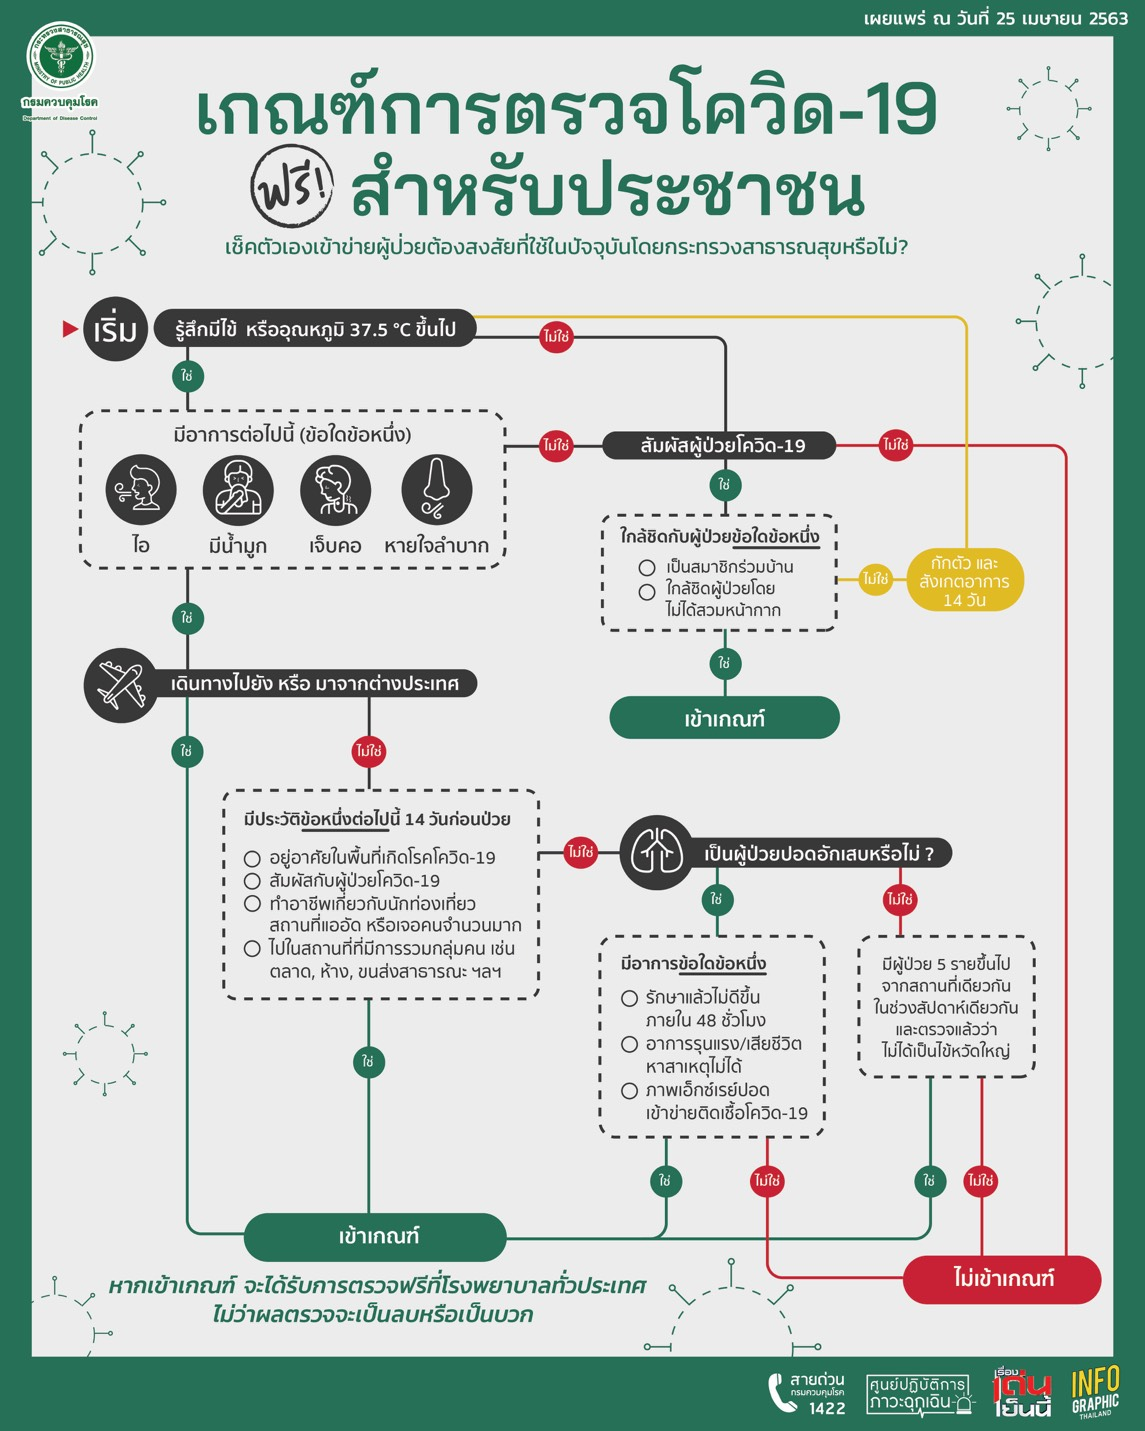 เผยแพร่ ณ วันที่ 25 เมษายน 2563
กระทรวงสาธารณสุข
MINISTRY OF PUBLIC HEALTH
กรมควบคุมโรค
Department of Disease Control
เกณฑ์การตรวจโควิด-19
ฟรี! สำหรับประชาชน
เช็คตัวเองเข้าข่ายผู้ป่วยต้องสงสัยที่ใช้ในปัจจุบันโดยกระทรวงสาธารณสุขหรือไม่?
เริ่ม
รู้สึกมีไข้ หรืออุณหภูมิ 37.5 °C ขึ้นไป
ไม่ใช่
ใช่
มีอาการต่อไปนี้ (ข้อใดข้อหนึ่ง)
ไอ
มีน้ำมูก
เจ็บคอ
หายใจลำบาก
ไม่ใช่
สัมผัสผู้ป่วยโควิด-19
ไม่ใช่
ใช่
ใกล้ชิดกับผู้ป่วยข้อใดข้อหนึ่ง
เป็นสมาชิกร่วมบ้าน
ใกล้ชิดผู้ป่วยโดย
ไม่ได้สวมหน้ากาก
ไม่ใช่
กักตัว และ
สังเกตอาการ
14 วัน
ใช่
เข้าเกณฑ์
ใช่
เดินทางไปยัง หรือ มาจากต่างประเทศ
ใช่
ไม่ใช่
มีประวัติข้อหนึ่งต่อไปนี้ 14 วันก่อนป่วย
อยู่อาศัยในพื้นที่เกิดโรคโควิด-19
สัมผัสกับผู้ป่วยโควิด-19
ทำอาชีพเกี่ยวกับนักท่องเที่ยว
สถานที่แออัด หรือเจอคนจำนวนมาก
ไปในสถานที่ที่มีการรวมกลุ่มคน เช่น
ตลาด, ห้าง, ขนส่งสาธารณะ ฯลฯ
ไม่ใช่
เป็นผู้ป่วยปอดอักเสบหรือไม่ ?
ใช่
ไม่ใช่
มีอาการข้อใดข้อหนึ่ง
รักษาแล้วไม่ดีขึ้น
ภายใน 48 ชั่วโมง
อาการรุนแรง/เสียชีวิต
หาสาเหตุไม่ได้
ภาพเอ็กซ์เรย์ปอด
เข้าข่ายติดเชื้อโควิด-19
มีผู้ป่วย 5 รายขึ้นไป
จากสถานที่เดียวกัน
ในช่วงสัปดาห์เดียวกัน
และตรวจแล้วว่า
ไม่ได้เป็นไข้หวัดใหญ่
ใช่
ใช่
ไม่ใช่
ใช่
ไม่ใช่
เข้าเกณฑ์
ไม่เข้าเกณฑ์
หากเข้าเกณฑ์ จะได้รับการตรวจฟรีที่โรงพยาบาลทั่วประเทศ
ไม่ว่าผลตรวจจะเป็นลบหรือเป็นบวก
สายด่วน
กรมควบคุมโรค
1422
ศูนย์ปฏิบัติการ
ภาวะฉุกเฉิน
เรื่อง
เด่น
เย็นนี้
INFO
GRAPHIC
THAILAND